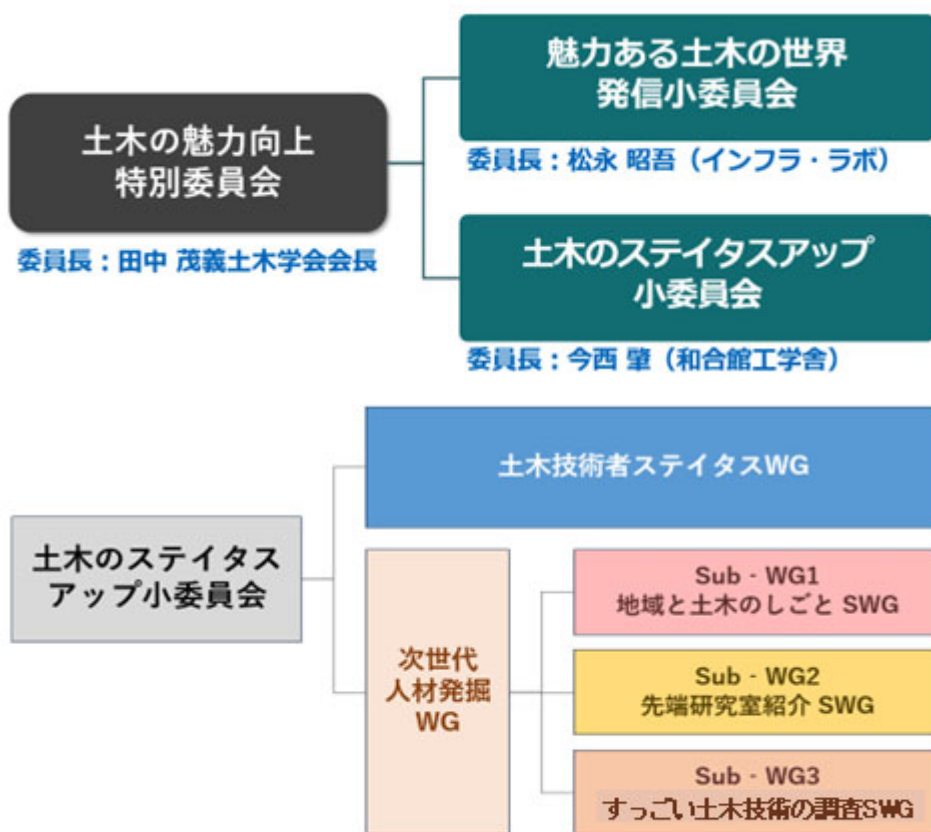 土木の魅力向上
特別委員会
委員長：田中 茂義土木学会会長
魅力ある土木の世界
発信小委員会
委員長：松永 昭吾（インフラ・ラボ）
土木のステイタスアップ
小委員会
委員長：今西 肇（和合館工学舎）
土木のステイタス
アップ小委員会
土木技術者ステイタスWG
次世代
人材発掘
WG
Sub - WG1
地域と土木のしごと SWG
Sub - WG2
先端研究室紹介 SWG
Sub - WG3
すっごい土木技術の調査SWG